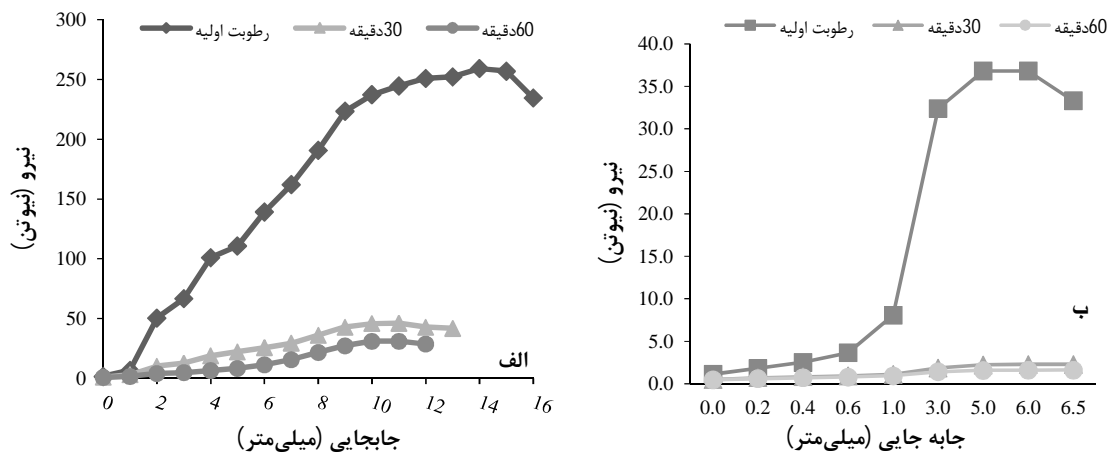 رطوبت اولیه 30دقیقه 60دقیقه
300
250
200
150
100
50
0
نیرو (نیوتن)
الف
0 2 4 6 8 10 12 14 16
جابجایی (میلی‌متر)
رطوبت اولیه 30دقیقه 60دقیقه
40.0
35.0
30.0
25.0
20.0
15.0
10.0
5.0
0.0
نیرو (نیوتن)
ب
0.0 0.2 0.4 0.6 1.0 3.0 5.0 6.0 6.5
جابه جایی (میلی‌متر)